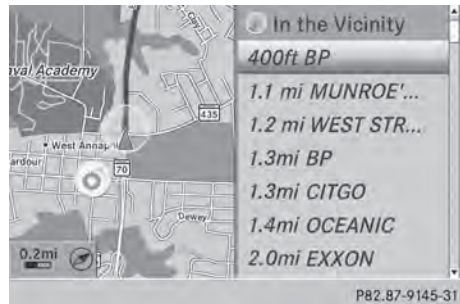 In the Vicinity
400ft BP
1.1 mi MUNROE'...
1.2 mi WEST STR...
1.3mi BP
1.3mi CITGO
1.4mi OCEANIC
2.0mi EXXON
aval Academy
435
West Annap
ardour
70
Dewey
0.2mi
P82.87-9145-31